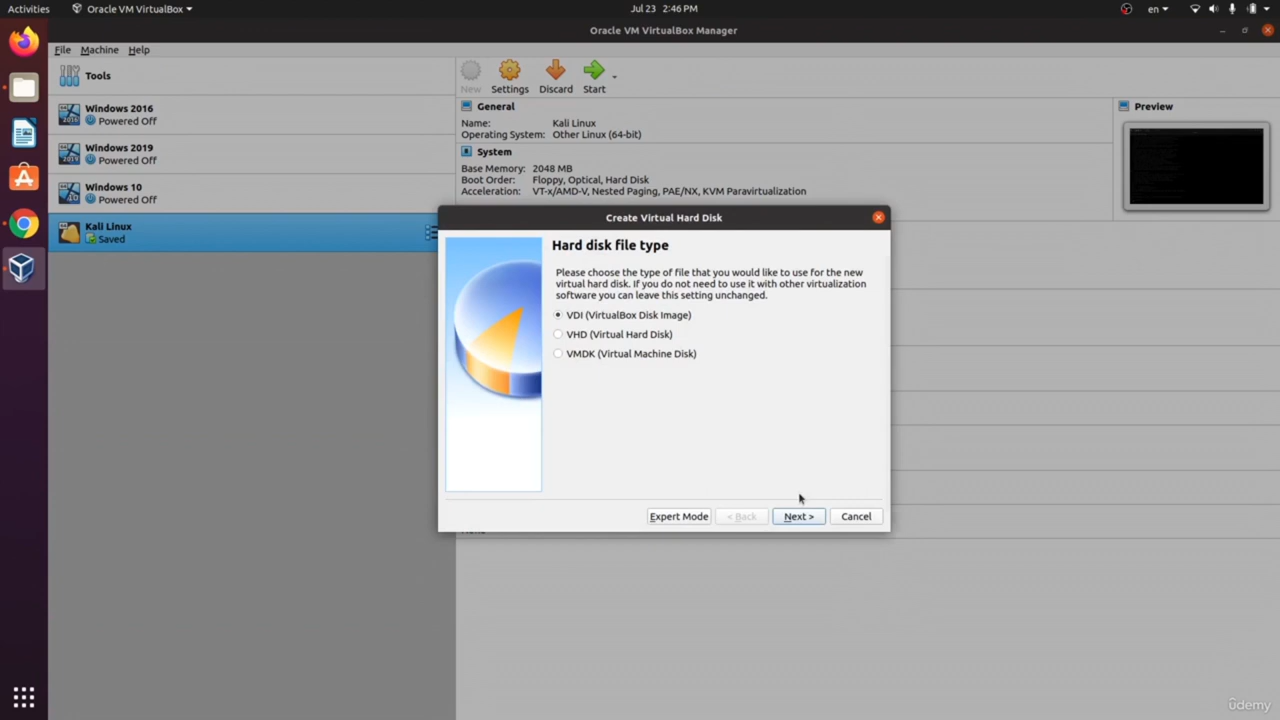 Activities
Oracle VM VirtualBox
Jul 23 2:46 PM
en
Oracle VM VirtualBox Manager
File Machine Help
Tools
New Settings Discard Start
Windows 2016
Powered Off
Windows 2019
Powered Off
Windows 10
Powered Off
Kali Linux
Saved
General
Name: Kali Linux
Operating System: Other Linux (64-bit)
System
Base Memory: 2048 MB
Boot Order: Floppy, Optical, Hard Disk
Acceleration: VT-x/AMD-V, Nested Paging, PAE/NX, KVM Paravirtualization
Preview
Create Virtual Hard Disk
Hard disk file type
Please choose the type of file that you would like to use for the new
virtual hard disk. If you do not need to use it with other virtualization
software you can leave this setting unchanged.
VDI (VirtualBox Disk Image)
VHD (Virtual Hard Disk)
VMDK (Virtual Machine Disk)
Expert Mode < Back Next > Cancel
ûdemy